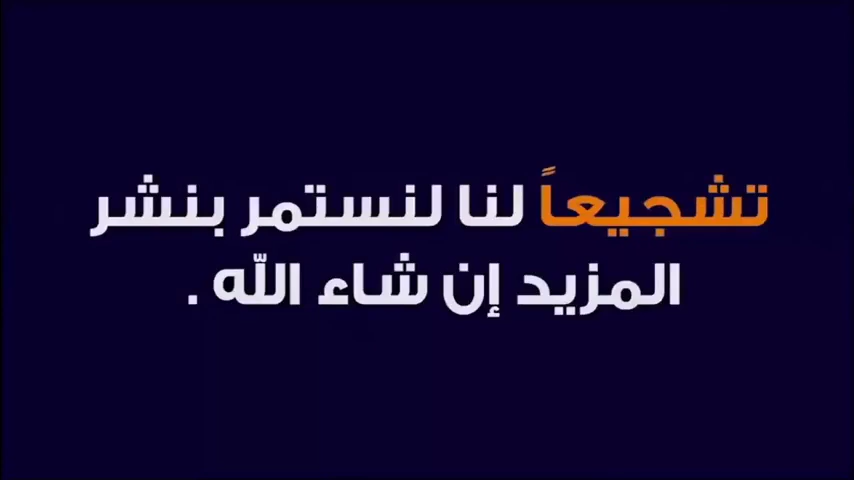 تشجيعاً لنا لنستمر بنشر
المزيد إن شاء الله .